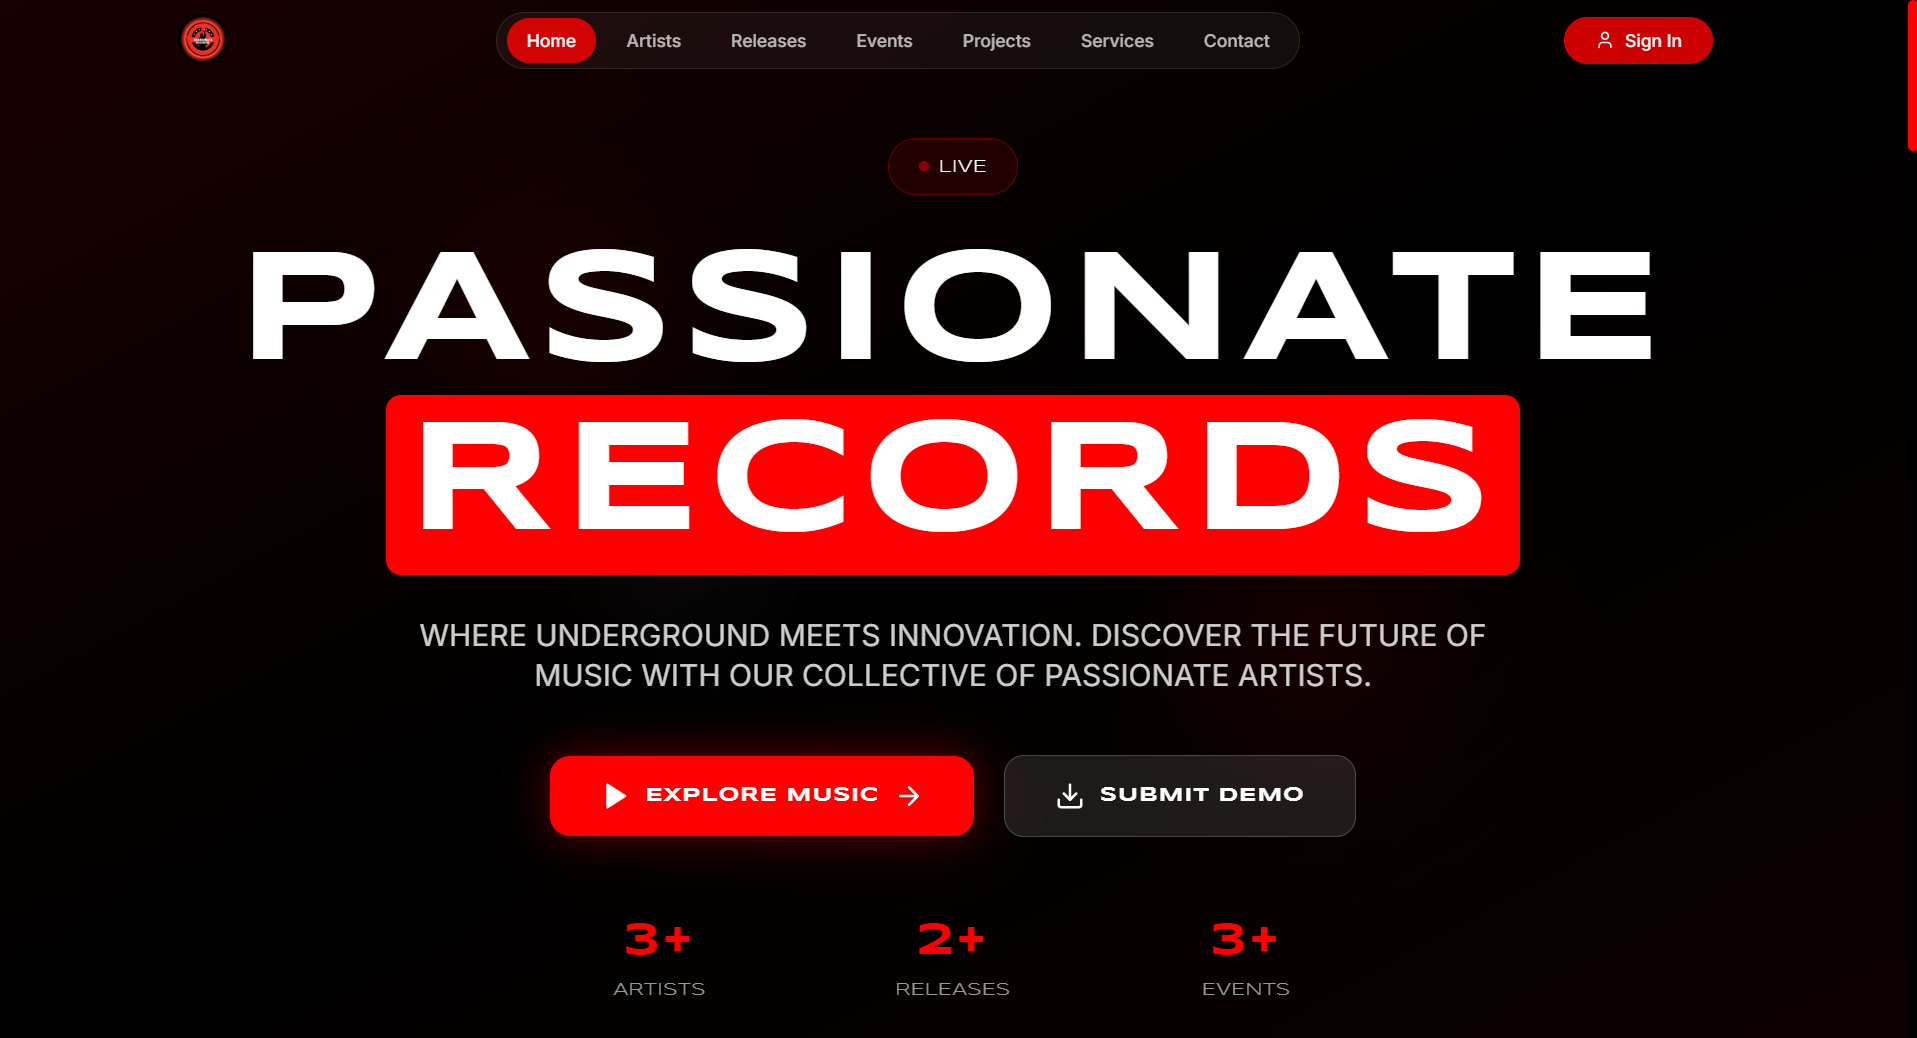 Home
Artists
Releases
Events
Projects
Services
Contact
Sign In
LIVE
PASSIONATE
RECORDS
WHERE UNDERGROUND MEETS INNOVATION. DISCOVER THE FUTURE OF
MUSIC WITH OUR COLLECTIVE OF PASSIONATE ARTISTS.
EXPLORE MUSIC
SUBMIT DEMO
3+
ARTISTS
2+
RELEASES
3+
EVENTS